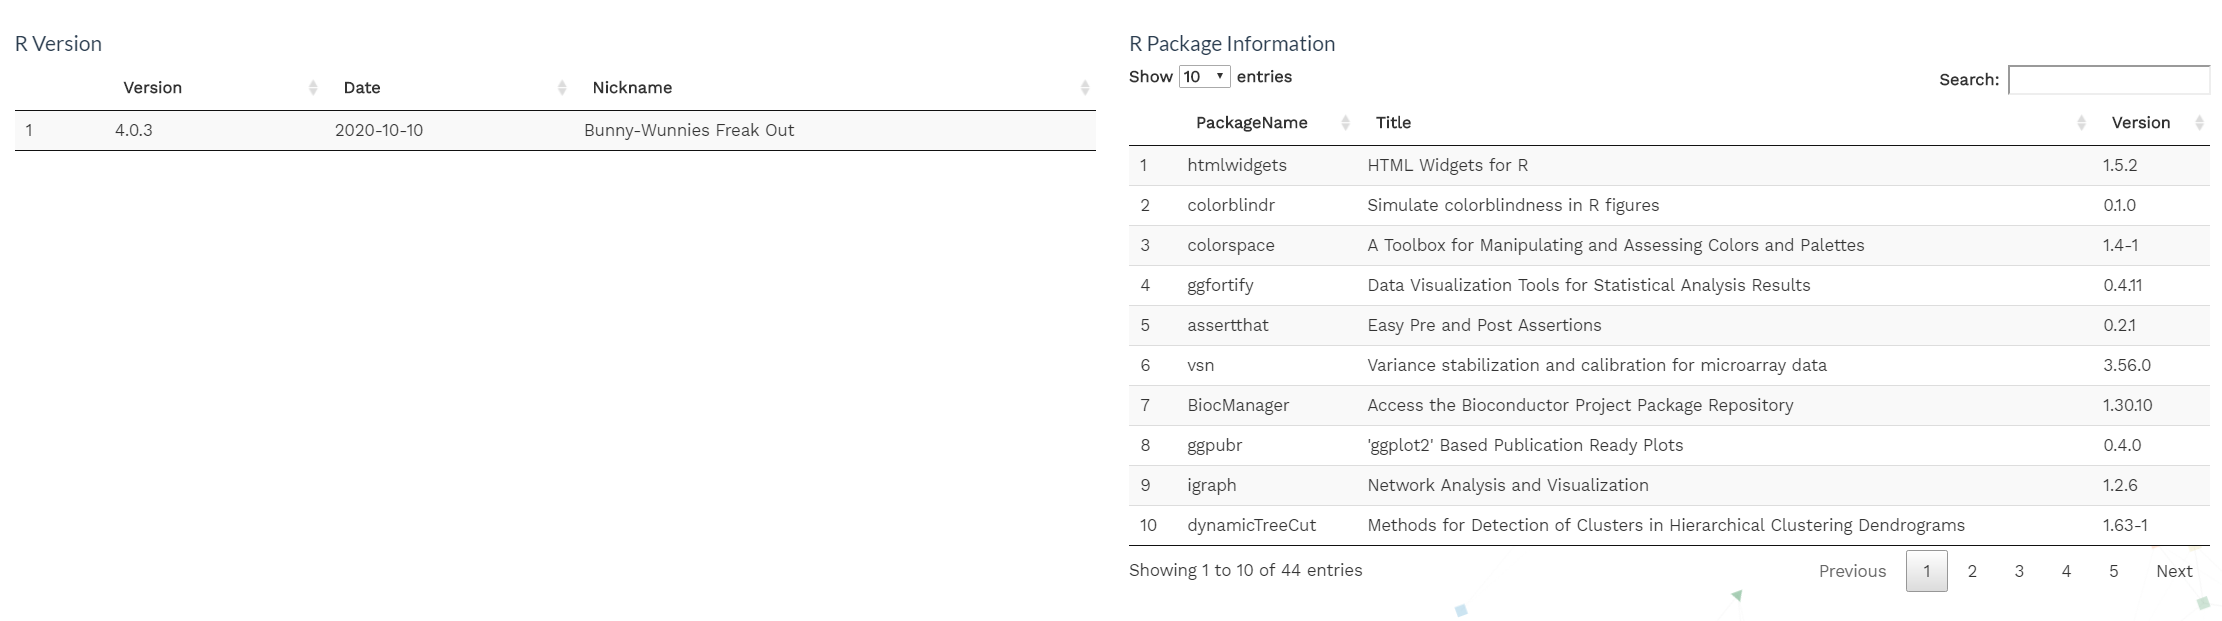 R Version
Version Date Nickname
1 4.0.3 2020-10-10 Bunny-Wunnies Freak Out
R Package Information
Show 10 entries Search:
PackageName Title Version
1 htmlwidgets HTML Widgets for R 1.5.2
2 colorblindr Simulate colorblindness in R figures 0.1.0
3 colorspace A Toolbox for Manipulating and Assessing Colors and Palettes 1.4-1
4 ggfortify Data Visualization Tools for Statistical Analysis Results 0.4.11
5 assertthat Easy Pre and Post Assertions 0.2.1
6 vsn Variance stabilization and calibration for microarray data 3.56.0
7 BiocManager Access the Bioconductor Project Package Repository 1.30.10
8 ggpubr 'ggplot2' Based Publication Ready Plots 0.4.0
9 igraph Network Analysis and Visualization 1.2.6
10 dynamicTreeCut Methods for Detection of Clusters in Hierarchical Clustering Dendrograms 1.63-1
Showing 1 to 10 of 44 entries Previous 1 2 3 4 5 Next